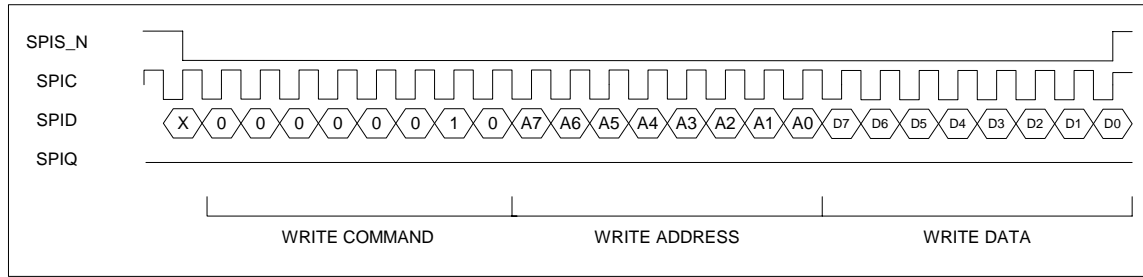 SPIS_N
SPIC
SPID X 0 0 0 0 0 0 1 0 A7 A6 A5 A4 A3 A2 A1 A0 D7 D6 D5 D4 D3 D2 D1 D0
SPIQ
WRITE COMMAND WRITE ADDRESS WRITE DATA